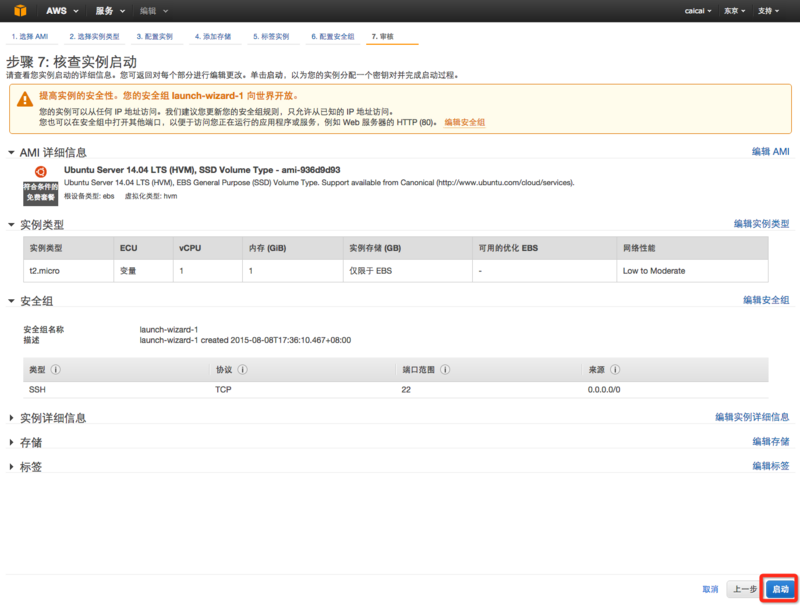 AWS 服务 编辑 caicai 东京 支持
1. 选择 AMI 2. 选择实例类型 3. 配置实例 4. 添加存储 5. 标签实例 6. 配置安全组 7. 审核
步骤 7: 核查实例启动
请查看您实例启动的详细信息。您可返回对每个部分进行编辑更改。单击启动，以为您的实例分配一个密钥对并完成启动过程。
提高实例的安全性。您的安全组 launch-wizard-1 向世界开放。
您的实例可以从任何 IP 地址访问。我们建议您更新您的安全组规则，只允许从已知的 IP 地址访问。
您也可以在安全组中打开其他端口，以便于访问您正在运行的应用程序或服务，例如 Web 服务器的 HTTP (80)。 编辑安全组
AMI 详细信息 编辑 AMI
Ubuntu Server 14.04 LTS (HVM), SSD Volume Type - ami-936d9d93
符合条件的
免费套餐
Ubuntu Server 14.04 LTS (HVM), EBS General Purpose (SSD) Volume Type. Support available from Canonical (http://www.ubuntu.com/cloud/services).
根设备类型: ebs 虚拟化类型: hvm
实例类型 编辑实例类型
实例类型 ECU vCPU 内存 (GiB) 实例存储 (GB) 可用的优化 EBS 网络性能
t2.micro 变量 1 1 仅限于 EBS - Low to Moderate
安全组 编辑安全组
安全组名称 launch-wizard-1
描述 launch-wizard-1 created 2015-08-08T17:36:10.467+08:00
类型 协议 端口范围 来源
SSH TCP 22 0.0.0.0/0
实例详细信息 编辑实例详细信息
存储 编辑存储
标签 编辑标签
取消 上一步 启动